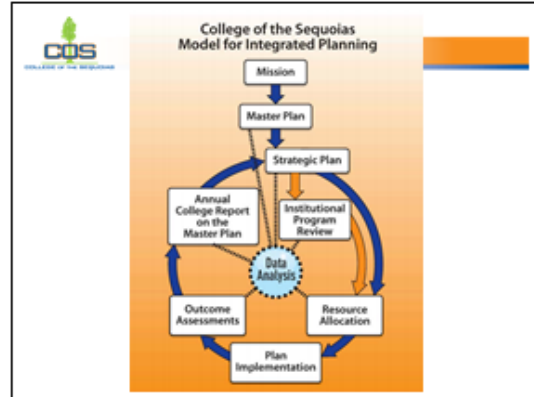 College of the Sequoias
Model for Integrated Planning
COS
COLLEGE OF THE SEQUOIAS
Mission
Master Plan
Strategic Plan
Annual
College Report
on the
Master Plan
Institutional
Program
Review
Data
Analysis
Outcome
Assessments
Resource
Allocation
Plan
Implementation